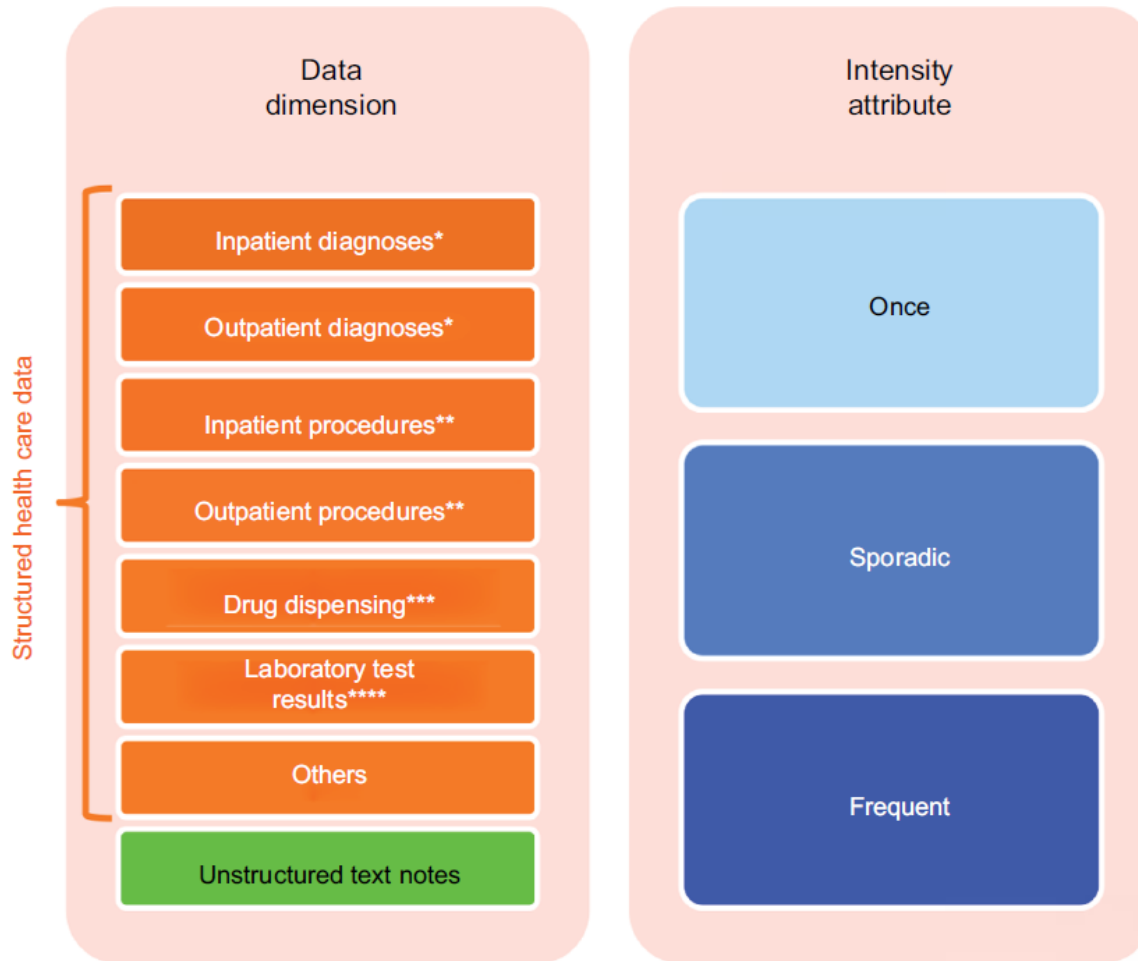 Data
dimension
Structured health care data
Inpatient diagnoses*
Outpatient diagnoses*
Inpatient procedures**
Outpatient procedures**
Drug dispensing***
Laboratory test
results****
Others
Unstructured text notes
Intensity
attribute
Once
Sporadic
Frequent